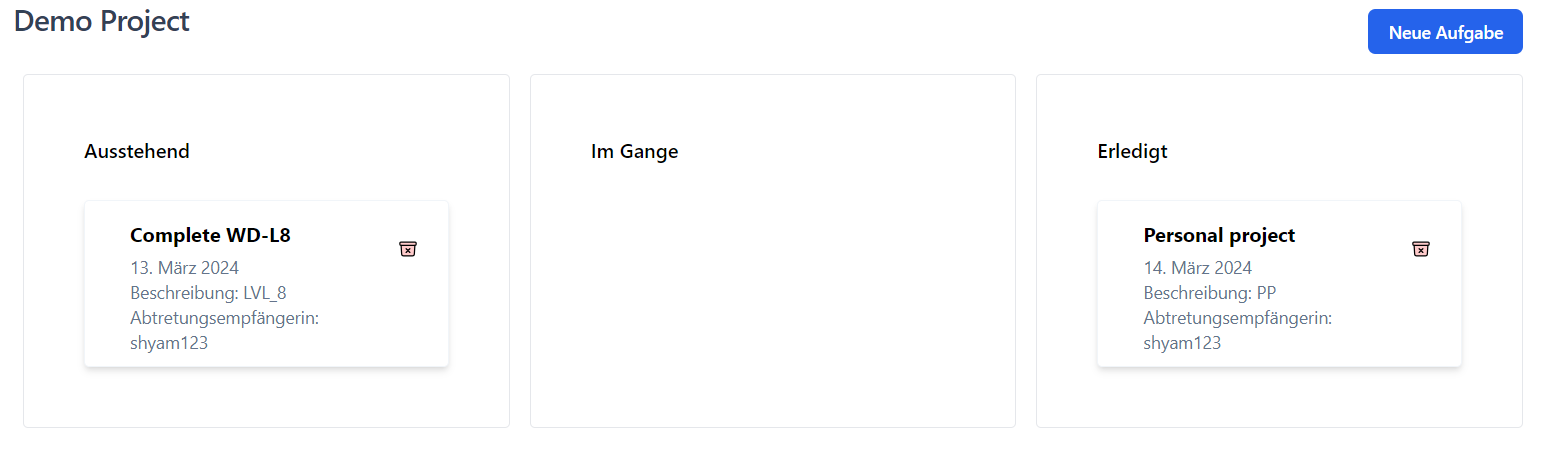 Demo Project
Neue Aufgabe
Ausstehend
Complete WD-L8
13. März 2024
Beschreibung: LVL_8
Abtretungsempfängerin:
shyam123
Im Gange
Erledigt
Personal project
14. März 2024
Beschreibung: PP
Abtretungsempfängerin:
shyam123